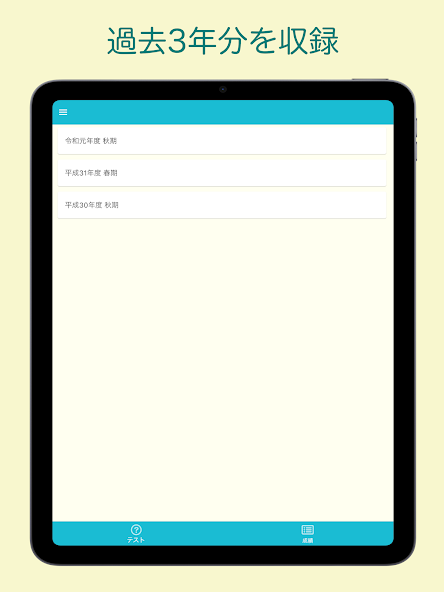 過去3年分を収録
令和元年度 秋期
平成31年度 春期
平成30年度 秋期
テスト
成績